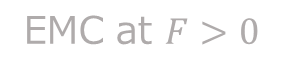 EMC at 𝐹 > 0